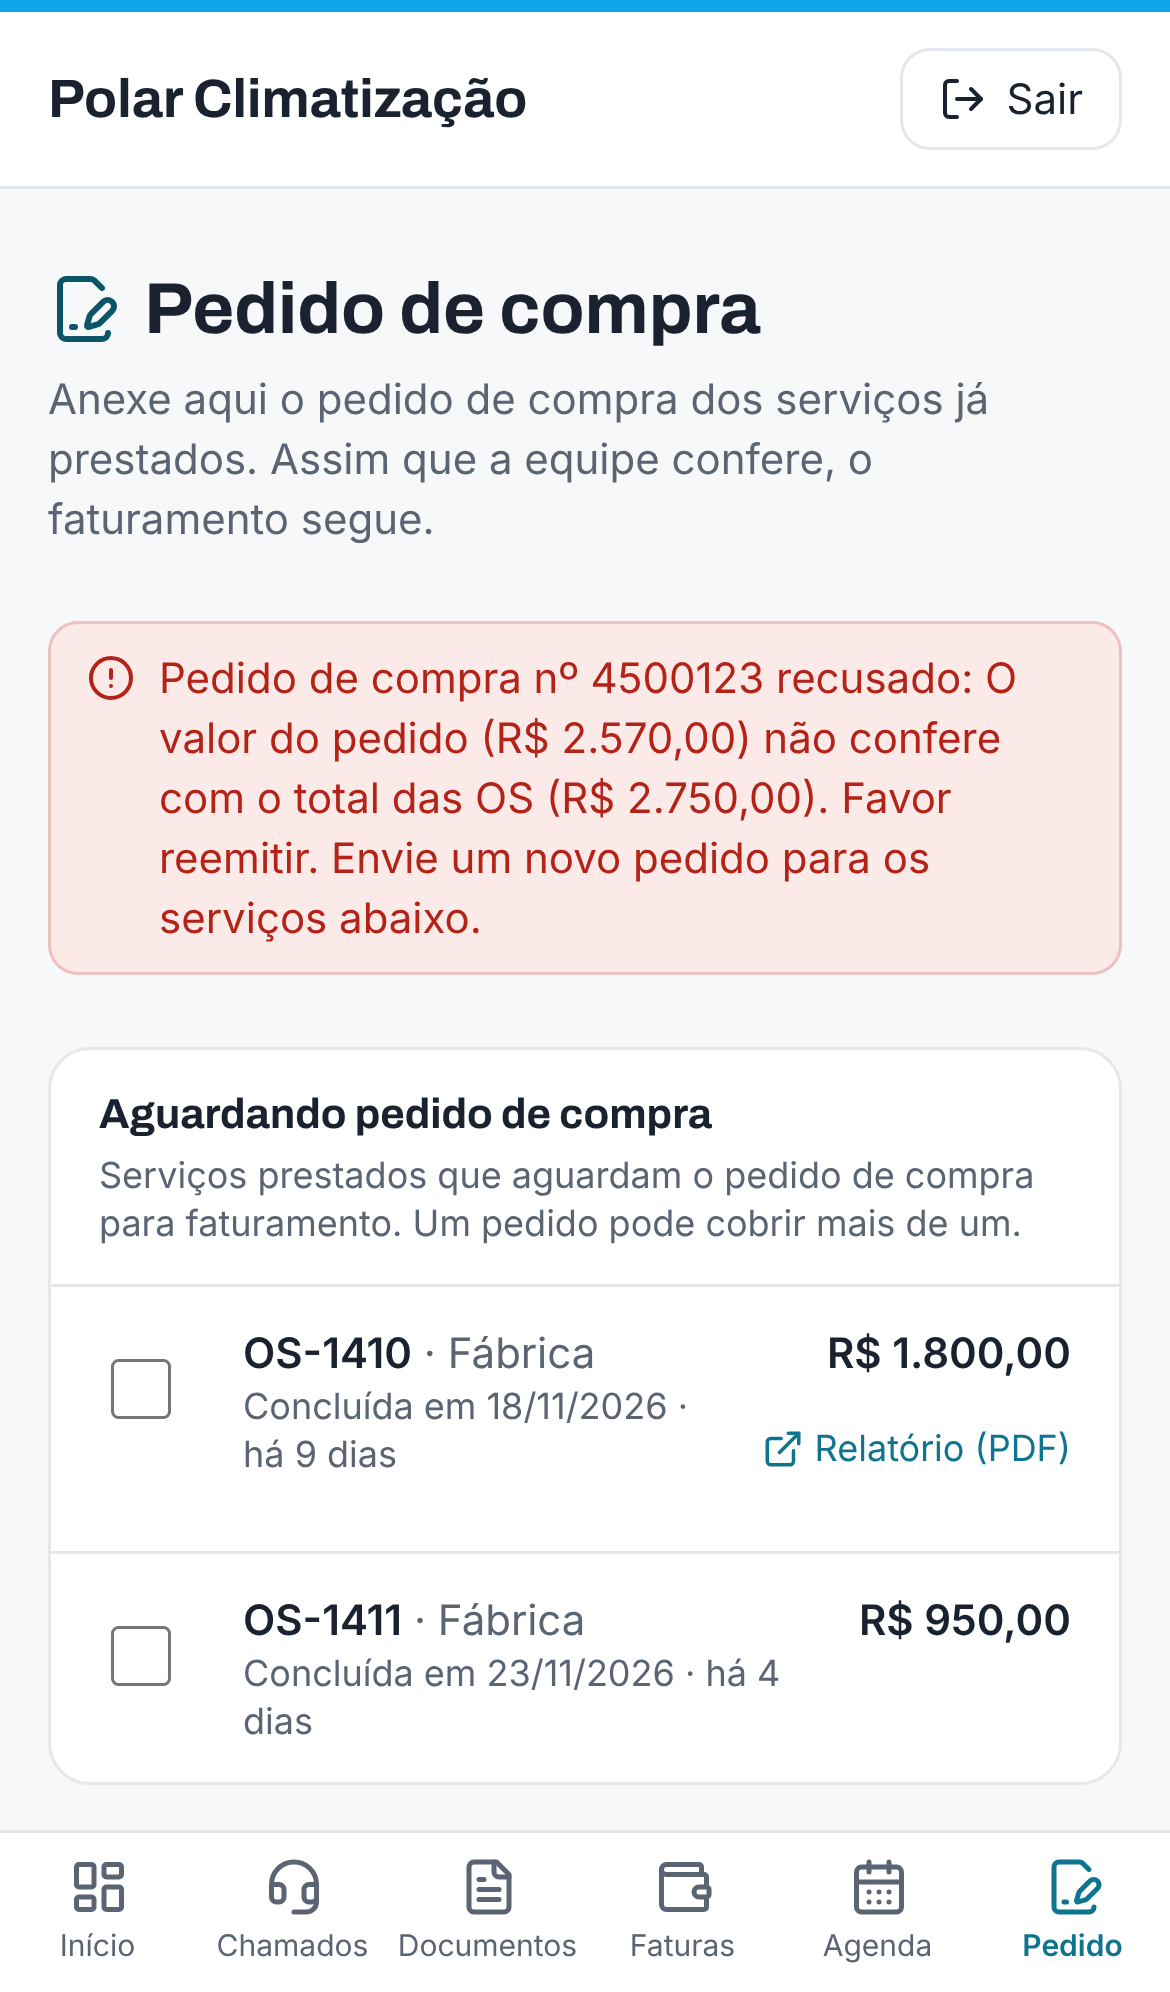 Polar Climatização
Sair
Pedido de compra
Anexe aqui o pedido de compra dos serviços já
prestados. Assim que a equipe confere, o
faturamento segue.
Pedido de compra nº 4500123 recusado: O
valor do pedido (R$ 2.570,00) não confere
com o total das OS (R$ 2.750,00). Favor
reemitir. Envie um novo pedido para os
serviços abaixo.
Aguardando pedido de compra
Serviços prestados que aguardam o pedido de compra
para faturamento. Um pedido pode cobrir mais de um.
OS-1410 · Fábrica
R$ 1.800,00
Concluída em 18/11/2026 ·
há 9 dias
Relatório (PDF)
OS-1411 · Fábrica
R$ 950,00
Concluída em 23/11/2026 · há 4
dias
Início
Chamados
Documentos
Faturas
Agenda
Pedido